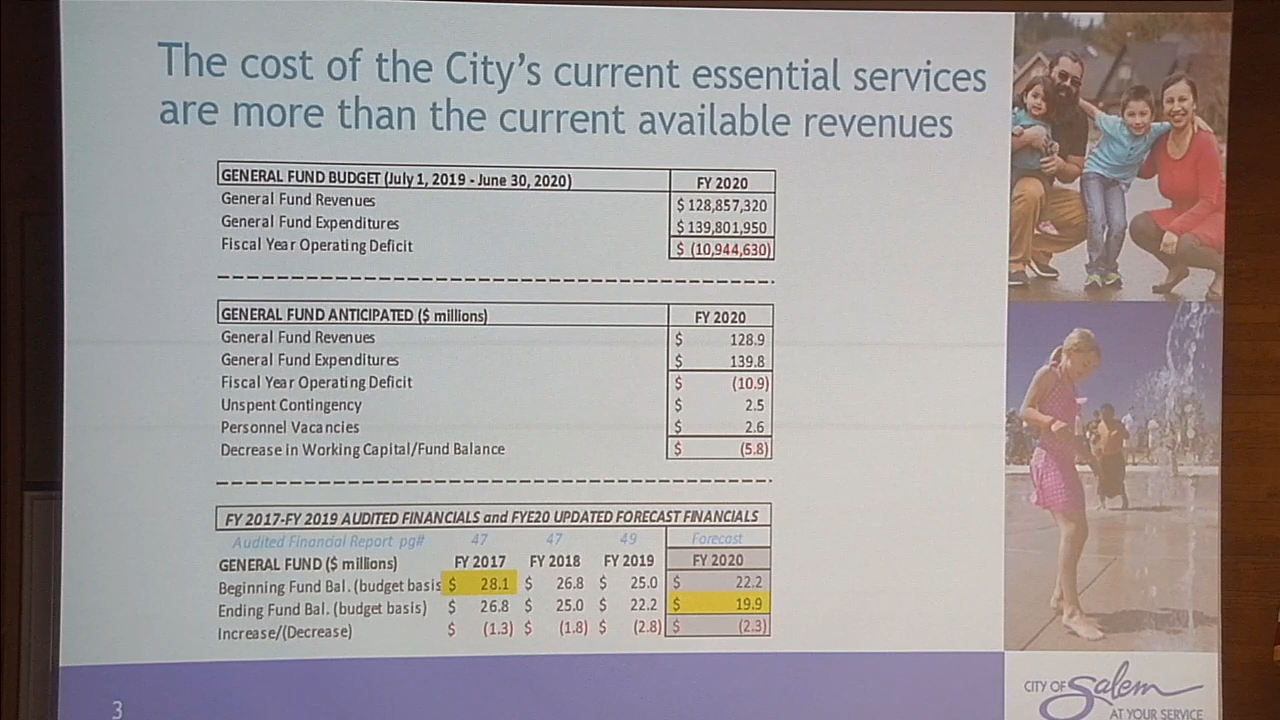 The cost of the City's current essential services
are more than the current available revenues
GENERAL FUND BUDGET (July 1, 2019 - June 30, 2020) FY 2020
General Fund Revenues $ 128,857,320
General Fund Expenditures $ 139,801,950
Fiscal Year Operating Deficit $ (10,944,630)
GENERAL FUND ANTICIPATED ($ millions) FY 2020
General Fund Revenues $ 128.9
General Fund Expenditures $ 139.8
Fiscal Year Operating Deficit $ (10.9)
Unspent Contingency $ 2.5
Personnel Vacancies $ 2.6
Decrease in Working Capital/Fund Balance $ (5.8)
FY 2017-FY 2019 AUDITED FINANCIALS and FYE20 UPDATED FORECAST FINANCIALS
Audited Financial Report pg# 47 47 49 Forecast
GENERAL FUND ($ millions) FY 2017 FY 2018 FY 2019 FY 2020
Beginning Fund Bal. (budget basis $ 28.1 $ 26.8 $ 25.0 $ 22.2
Ending Fund Bal. (budget basis) $ 26.8 $ 25.0 $ 22.2 $ 19.9
Increase/(Decrease) $ (1.3) $ (1.8) $ (2.8) $ (2.3)
3
CITY OF Salem
AT YOUR SERVICE